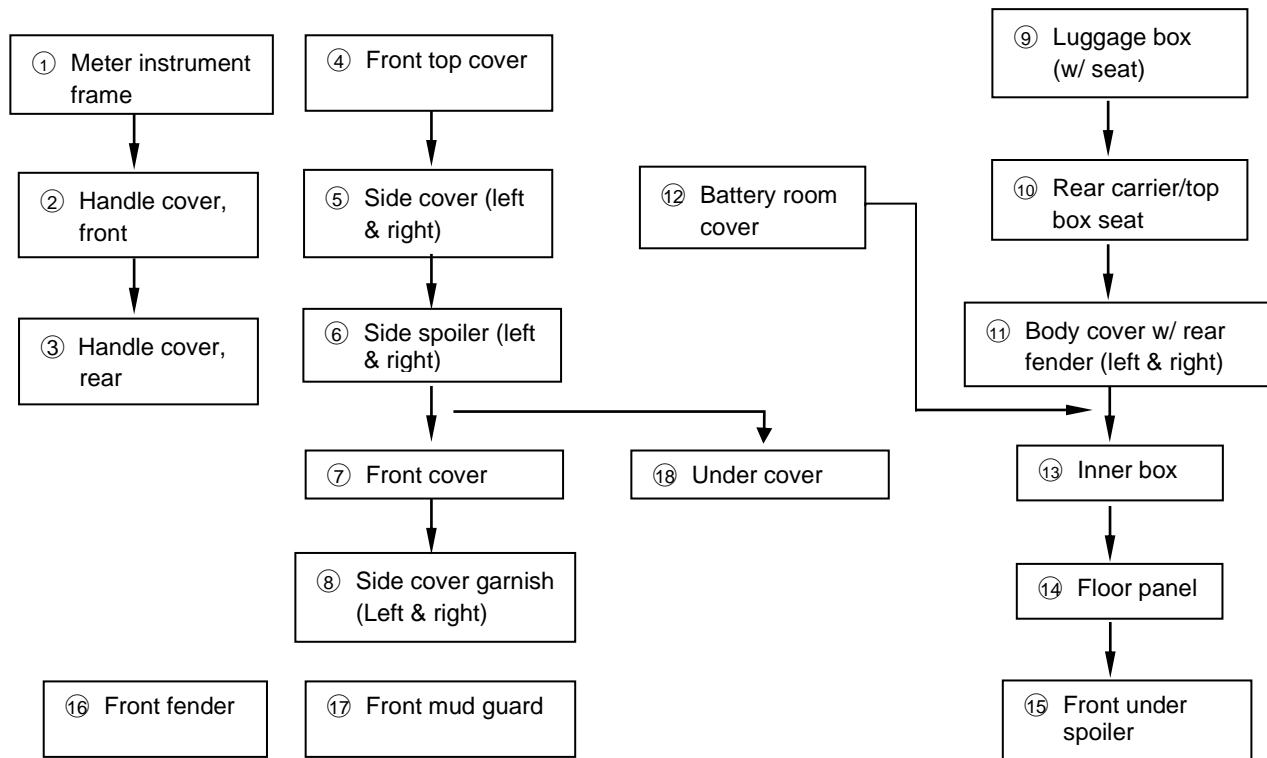 ① Meter instrument
frame
② Handle cover,
front
③ Handle cover,
rear
④ Front top cover
⑤ Side cover (left
& right)
⑥ Side spoiler (left
& right)
⑦ Front cover
⑱ Under cover
⑧ Side cover garnish
(Left & right)
⑯ Front fender
⑰ Front mud guard
⑫ Battery room
cover
⑨ Luggage box
(w/ seat)
⑩ Rear carrier/top
box seat
⑪ Body cover w/ rear
fender (left & right)
⑬ Inner box
⑭ Floor panel
⑮ Front under
spoiler